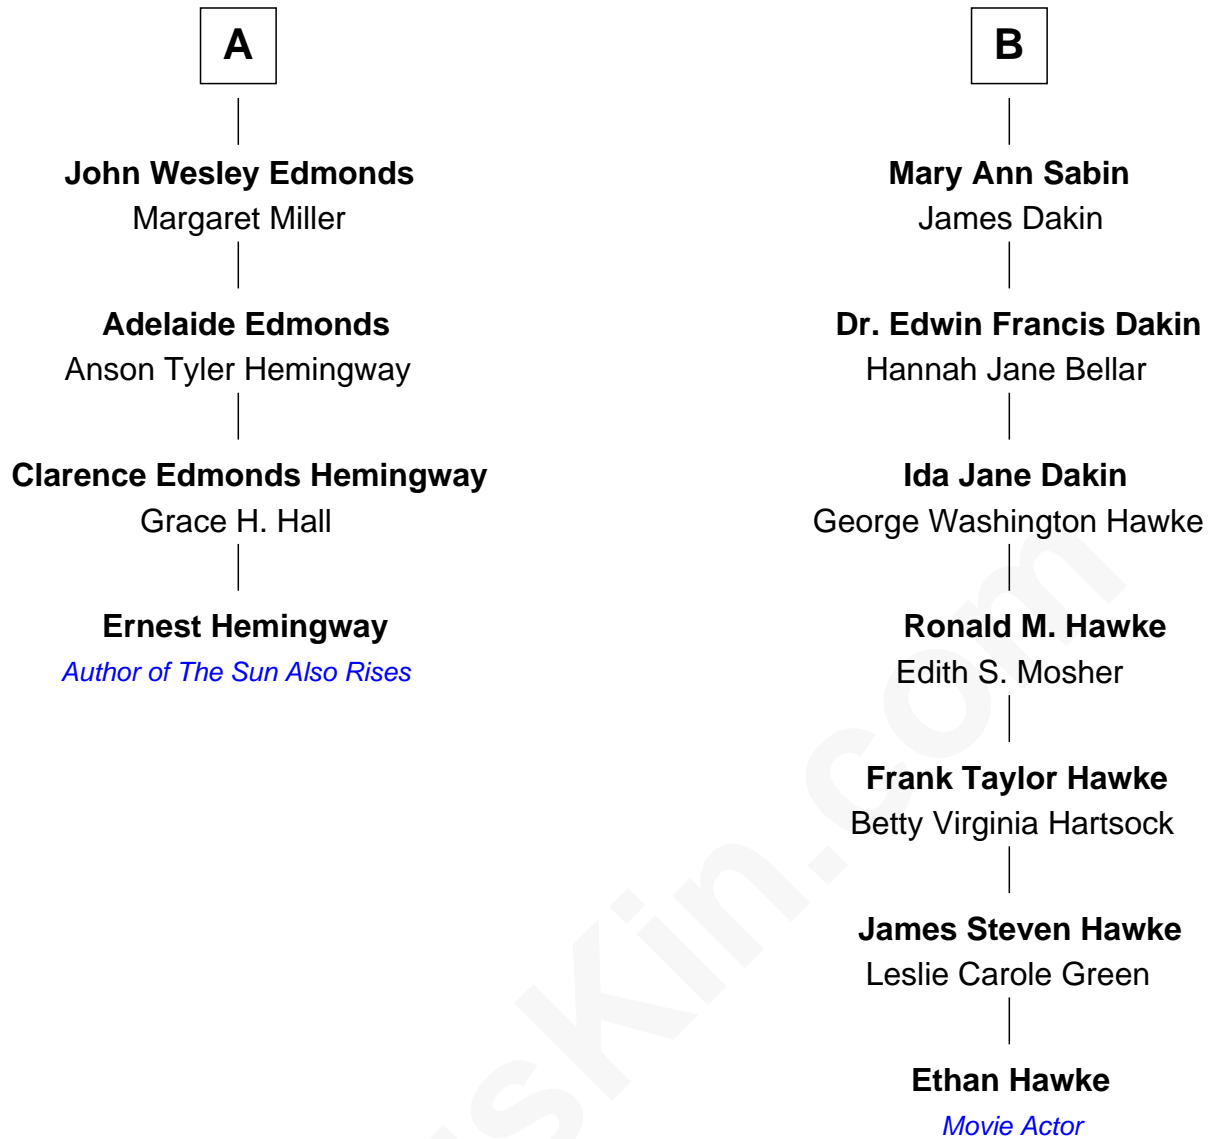 A
John Wesley Edmonds
Margaret Miller
Adelaide Edmonds
Anson Tyler Hemingway
Clarence Edmonds Hemingway
Grace H. Hall
Ernest Hemingway
Author of The Sun Also Rises
B
Mary Ann Sabin
James Dakin
Dr. Edwin Francis Dakin
Hannah Jane Bellar
Ida Jane Dakin
George Washington Hawke
Ronald M. Hawke
Edith S. Mosher
Frank Taylor Hawke
Betty Virginia Hartsock
James Steven Hawke
Leslie Carole Green
Ethan Hawke
Movie Actor
sKin.com